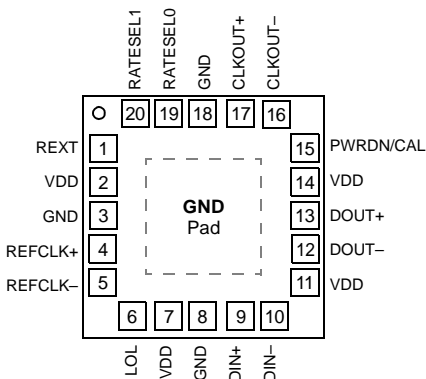 RATESEL1
RATESEL0
GND
CLKOUT+
CLKOUT–
20
19
18
17
16
REXT 1
VDD 2
GND 3
REFCLK+ 4
REFCLK– 5
GND
Pad
15 PWRDN/CAL
14 VDD
13 DOUT+
12 DOUT–
11 VDD
6
7
8
9
10
LOL
VDD
GND
DIN+
DIN–